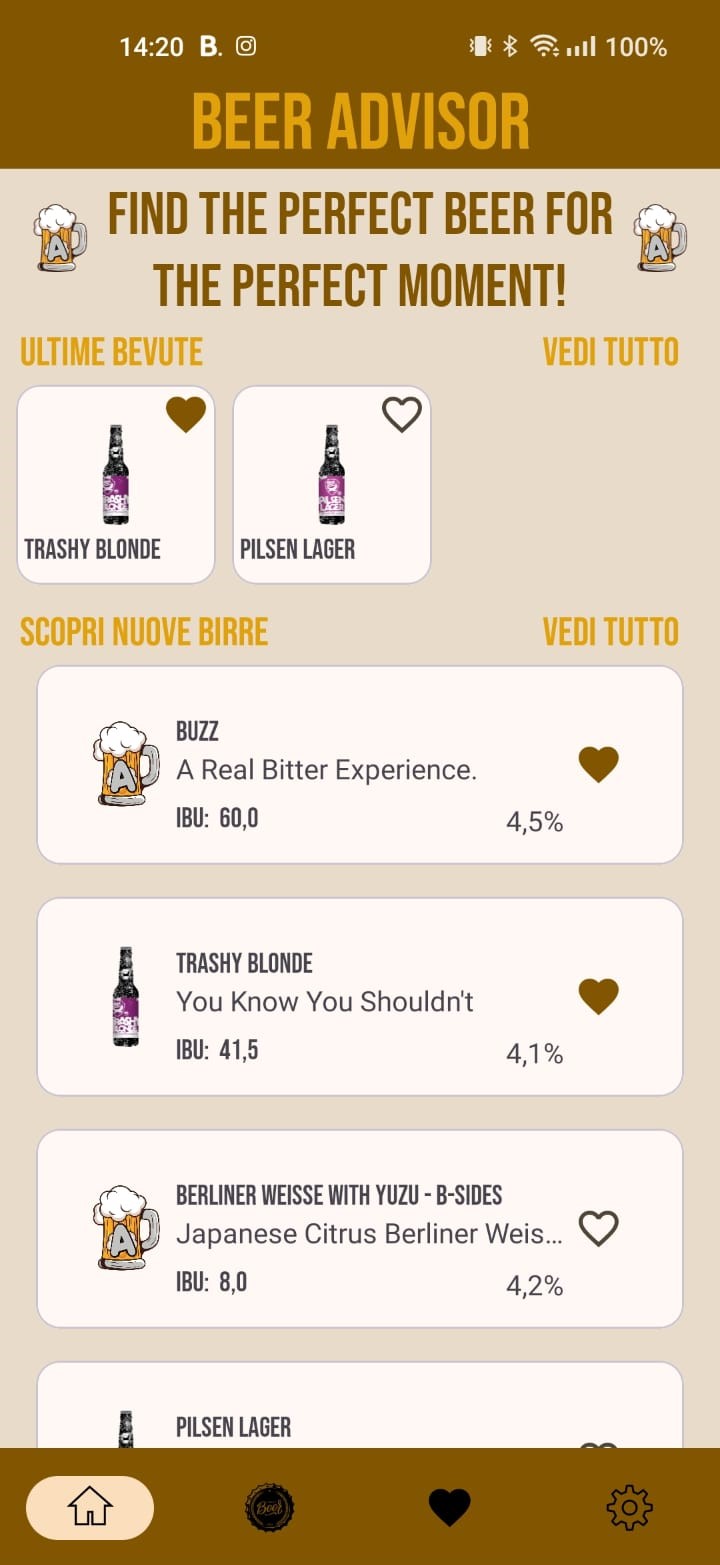 14:20 B. 100%
BEER ADVISOR
FIND THE PERFECT BEER FOR
THE PERFECT MOMENT!
ULTIME BEVUTE VEDI TUTTO
TRASHY BLONDE PILSEN LAGER
SCOPRI NUOVE BIRRE VEDI TUTTO
BUZZ
A Real Bitter Experience.
IBU: 60,0 4,5%
TRASHY BLONDE
You Know You Shouldn't
IBU: 41,5 4,1%
A
BERLINER WEISSE WITH YUZU - B-SIDES
Japanese Citrus Berliner Weis...
IBU: 8,0 4,2%
PILSEN LAGER
Beer